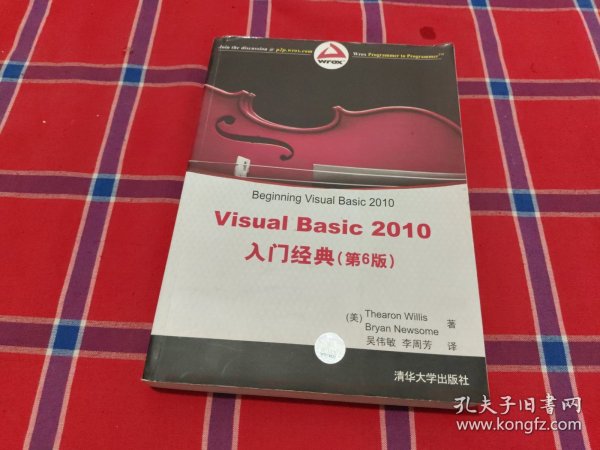 Join the discussion @ p2p.wrox.com
wrox
Wrox Programmer to Programmer™
Beginning Visual Basic 2010
Visual Basic 2010
入门经典(第6版)
(美) Thearon Willis
Bryan Newsome 著
吴伟敏 李周芳 译
清华大学出版社
孔夫子旧书网
www.kongfz.com